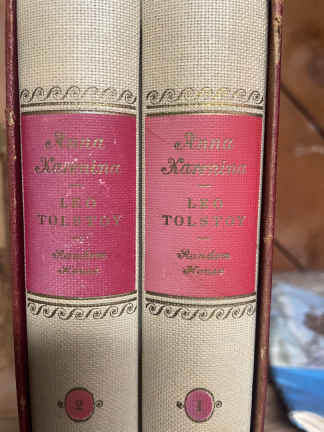 Anna
Karenina
LEO
TOLSTOY
Random
House
2
Anna
Karenina
LEO
TOLSTOY
Random
House
1